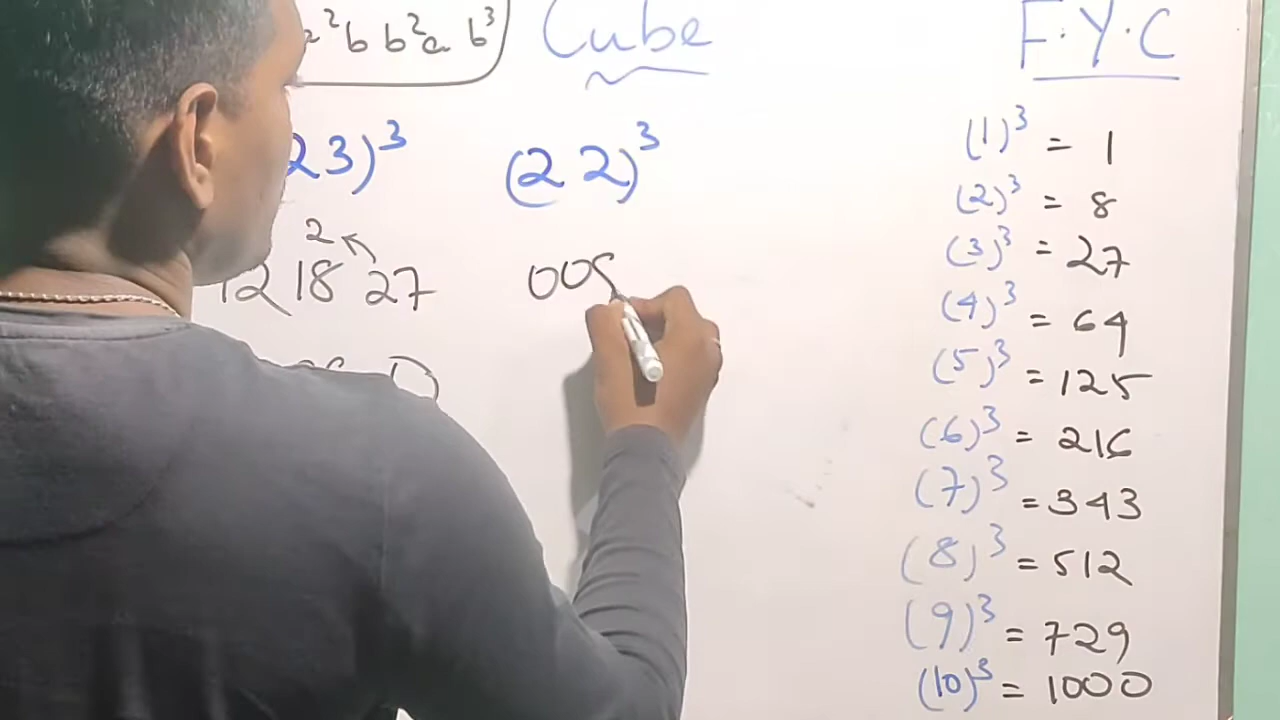 ²b b²a b³
Cube
F.Y.C
23)³
(22)³
2
12 18 27
00
(1)³ = 1
(2)³ = 8
(3)³ = 27
(4)³ = 64
(5)³ = 125
(6)³ = 216
(7)³ = 343
(8)³ = 512
(9)³ = 729
(10)³ = 1000